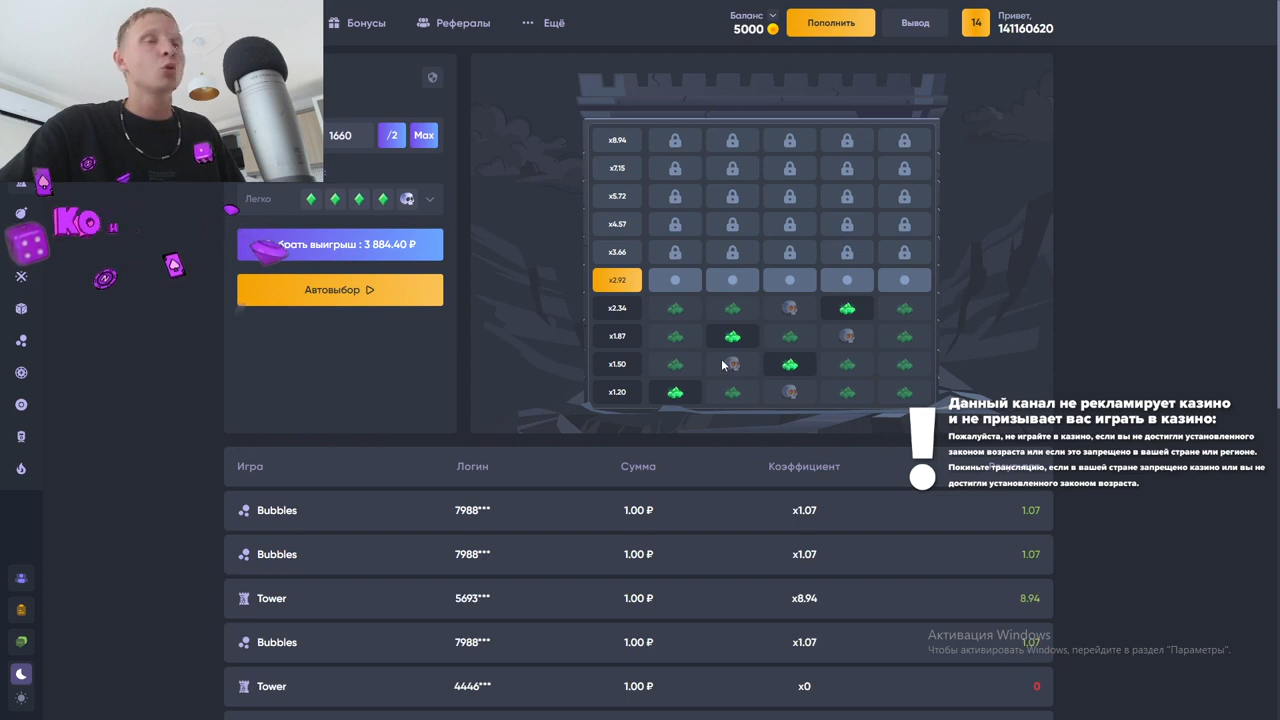 Бонусы
Рефералы
Ещё
Баланс
5000
Пополнить
Вывод
14
Привет,
141160620
1660
/2
Max
Легко
брать выигрыш : 3 884.40 ₽
Автовыбор
x8.94
x7.15
x5.72
x4.57
x3.66
x2.92
x2.34
x1.87
x1.50
x1.20
Данный канал не рекламирует казино
и не призывает вас играть в казино:
Пожалуйста, не играйте в казино, если вы не достигли установленного
законом возраста или если это запрещено в вашей стране или регионе.
Покиньте трансляцию, если в вашей стране запрещено казино или вы не
достигли установленного законом возраста.
Игра Логин Сумма Коэффициент
Bubbles 7988*** 1.00 ₽ x1.07 1.07
Bubbles 7988*** 1.00 ₽ x1.07 1.07
Tower 5693*** 1.00 ₽ x8.94 8.94
Bubbles 7988*** 1.00 ₽ x1.07 1.07
Tower 4446*** 1.00 ₽ x0 0
Активация Windows
Чтобы активировать Windows, перейдите в раздел "Параметры".